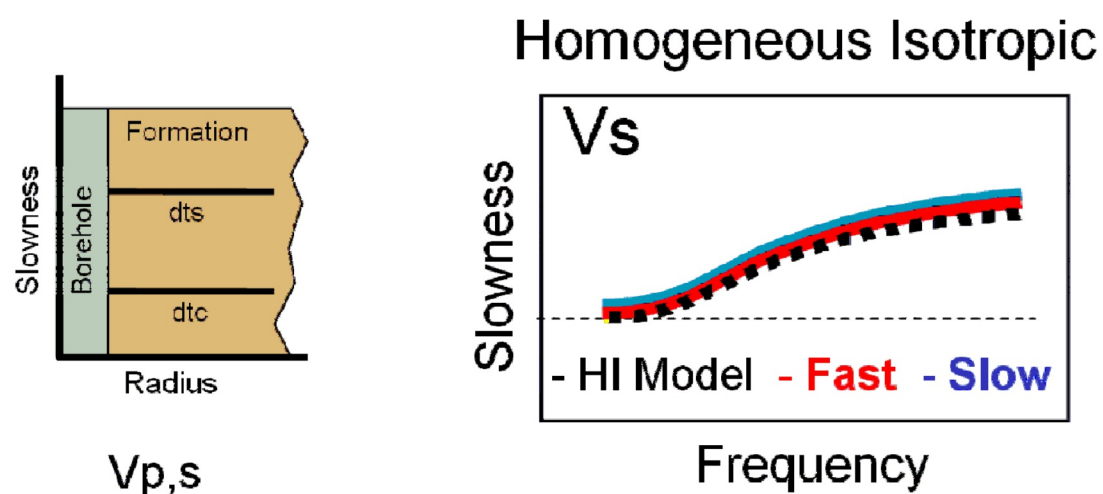 Homogeneous Isotropic
Slowness
Borehole
Formation
dts
dtc
Radius
Vp,s
Vs
Slowness
- HI Model - Fast - Slow
Frequency